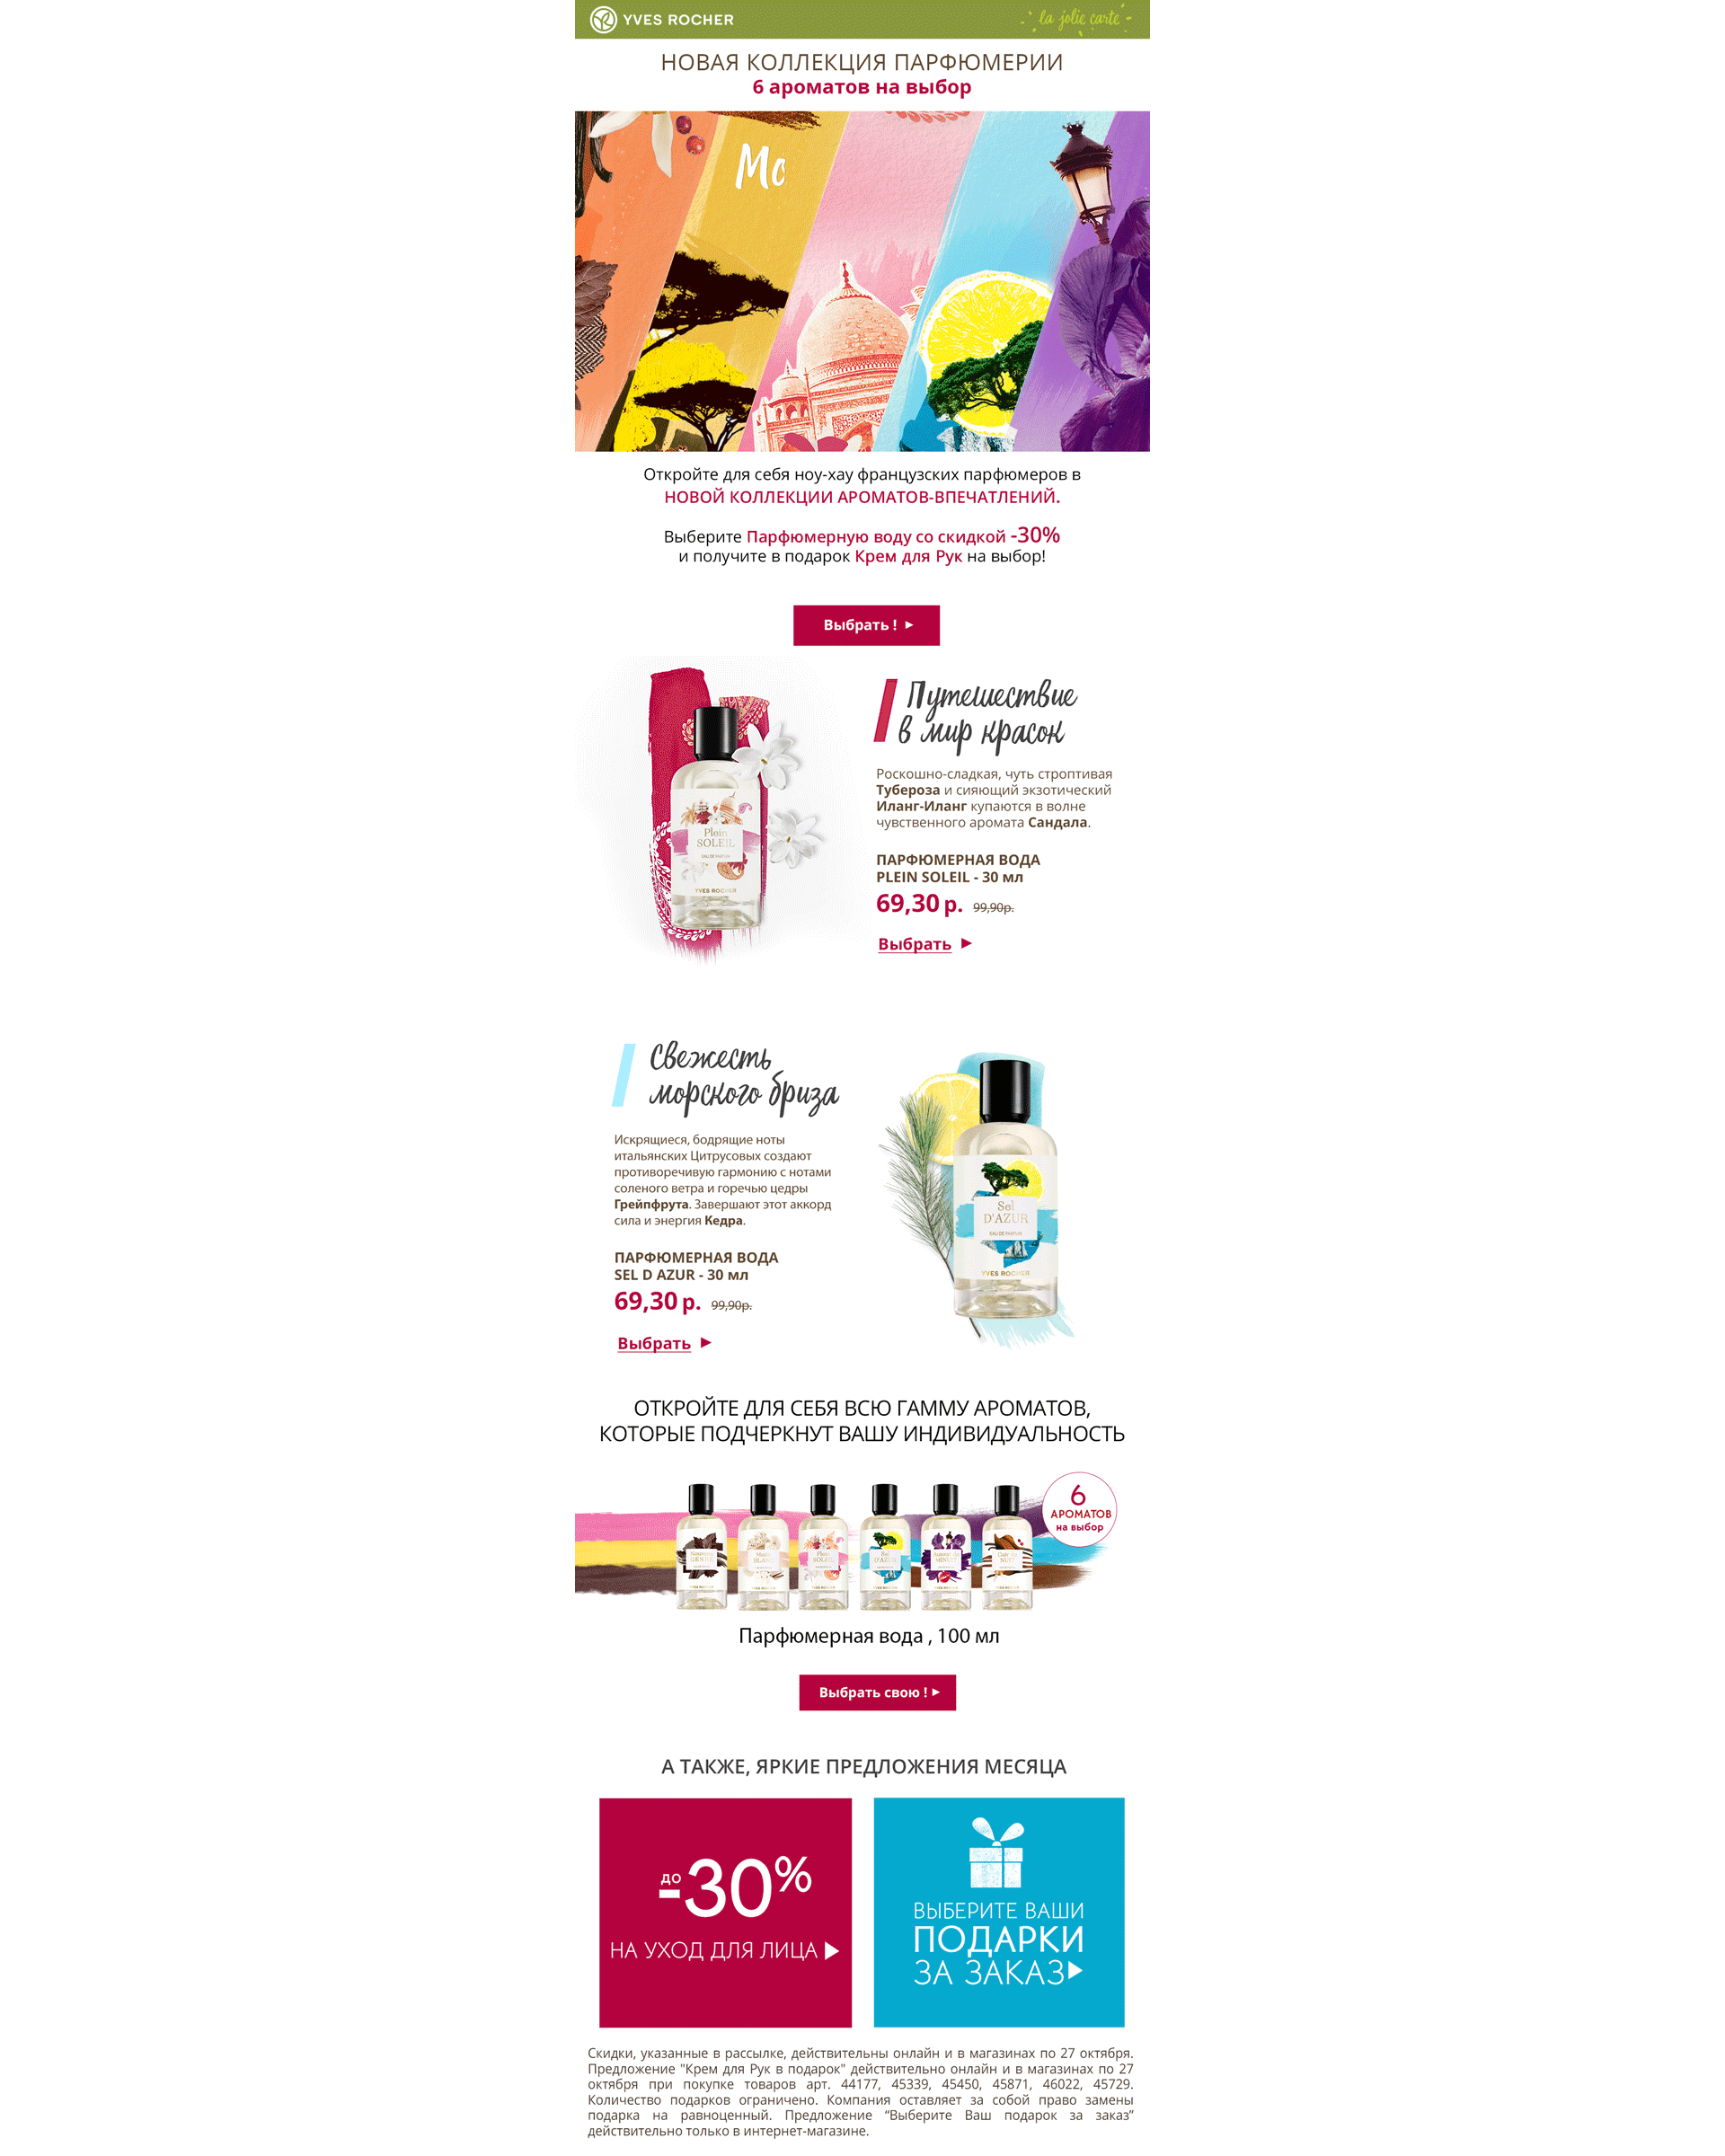 YVES ROCHER
la jolie carte
НОВАЯ КОЛЛЕКЦИЯ ПАРФЮМЕРИИ
6 ароматов на выбор
Мо
Откройте для себя ноу-хау французских парфюмеров в
НОВОЙ КОЛЛЕКЦИИ АРОМАТОВ-ВПЕЧАТЛЕНИЙ.
Выберите Парфюмерную воду со скидкой -30%
и получите в подарок Крем для Рук на выбор!
Выбрать !
Путешествие
в мир красок
Роскошно-сладкая, чуть строптивая
Тубероза и сияющий экзотический
Иланг-Иланг купаются в волне
чувственного аромата Сандала.
ПАРФЮМЕРНАЯ ВОДА
PLEIN SOLEIL - 30 мл
69,30 р. 99,90р.
Выбрать
Plein
SOLEIL
EAU DE PARFUM
YVES ROCHER
Свежесть
морского бриза
Искрящиеся, бодрящие ноты
итальянских Цитрусовых создают
противоречивую гармонию с нотами
соленого ветра и горечью цедры
Грейпфрута. Завершают этот аккорд
сила и энергия Кедра.
ПАРФЮМЕРНАЯ ВОДА
SEL D AZUR - 30 мл
69,30 р. 99,90р.
Выбрать
Sel
D'AZUR
EAU DE PARFUM
YVES ROCHER
ОТКРОЙТЕ ДЛЯ СЕБЯ ВСЮ ГАММУ АРОМАТОВ,
КОТОРЫЕ ПОДЧЕРКНУТ ВАШУ ИНДИВИДУАЛЬНОСТЬ
6
АРОМАТОВ
на выбор
Парфюмерная вода , 100 мл
Выбрать свою !
А ТАКЖЕ, ЯРКИЕ ПРЕДЛОЖЕНИЯ МЕСЯЦА
ДО
-30%
НА УХОД ДЛЯ ЛИЦА
ВЫБЕРИТЕ ВАШИ
ПОДАРКИ
ЗА ЗАКАЗ
Скидки, указанные в рассылке, действительны онлайн и в магазинах по 27 октября.
Предложение "Крем для Рук в подарок" действительно онлайн и в магазинах по 27
октября при покупке товаров арт. 44177, 45339, 45450, 45871, 46022, 45729.
Количество подарков ограничено. Компания оставляет за собой право замены
подарка на равноценный. Предложение “Выберите Ваш подарок за заказ”
действительно только в интернет-магазине.